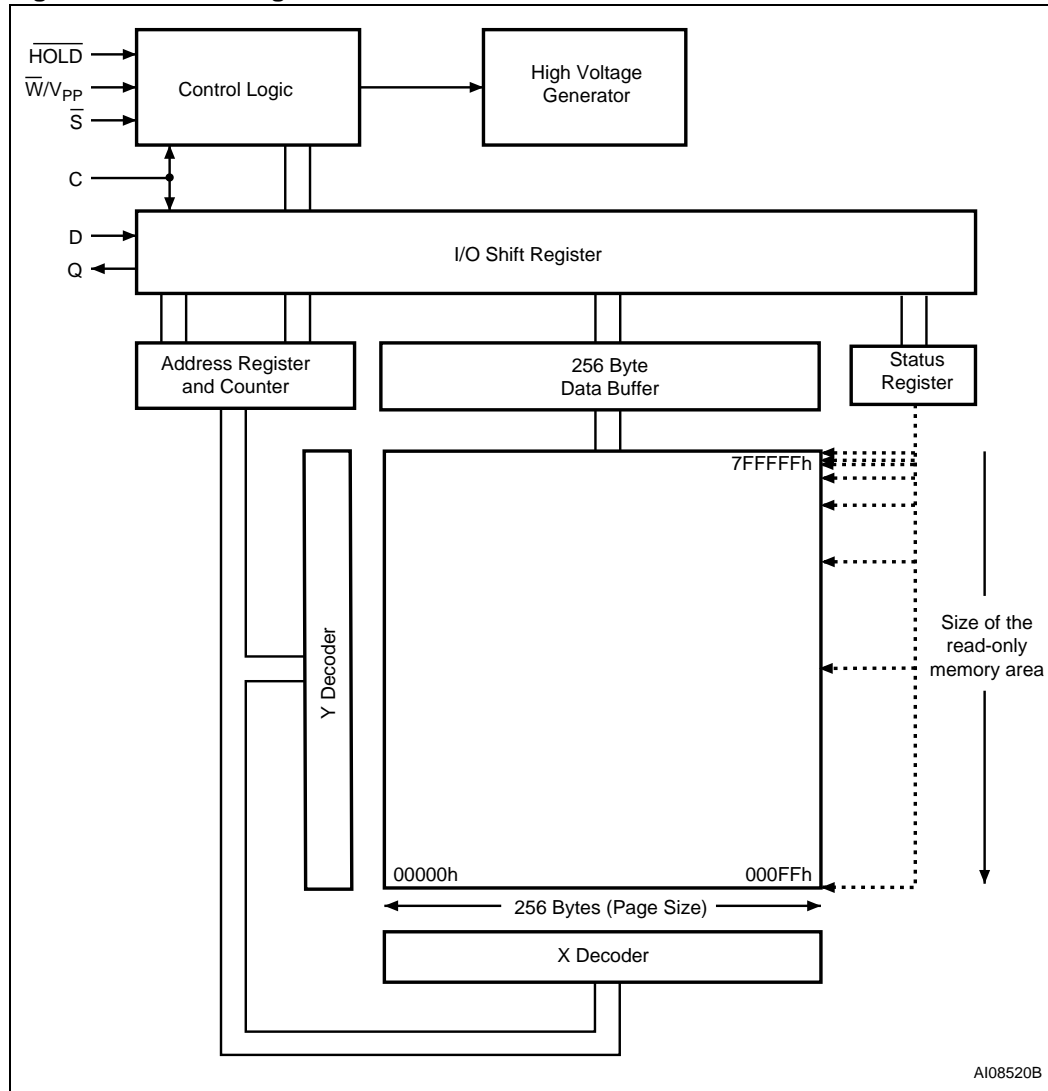 HOLD
W/VPP
S
Control Logic
High Voltage
Generator
C
D
Q
I/O Shift Register
Address Register
and Counter
256 Byte
Data Buffer
Status
Register
7FFFFFh
Y Decoder
Size of the
read-only
memory area
00000h
000FFh
256 Bytes (Page Size)
X Decoder
AI08520B